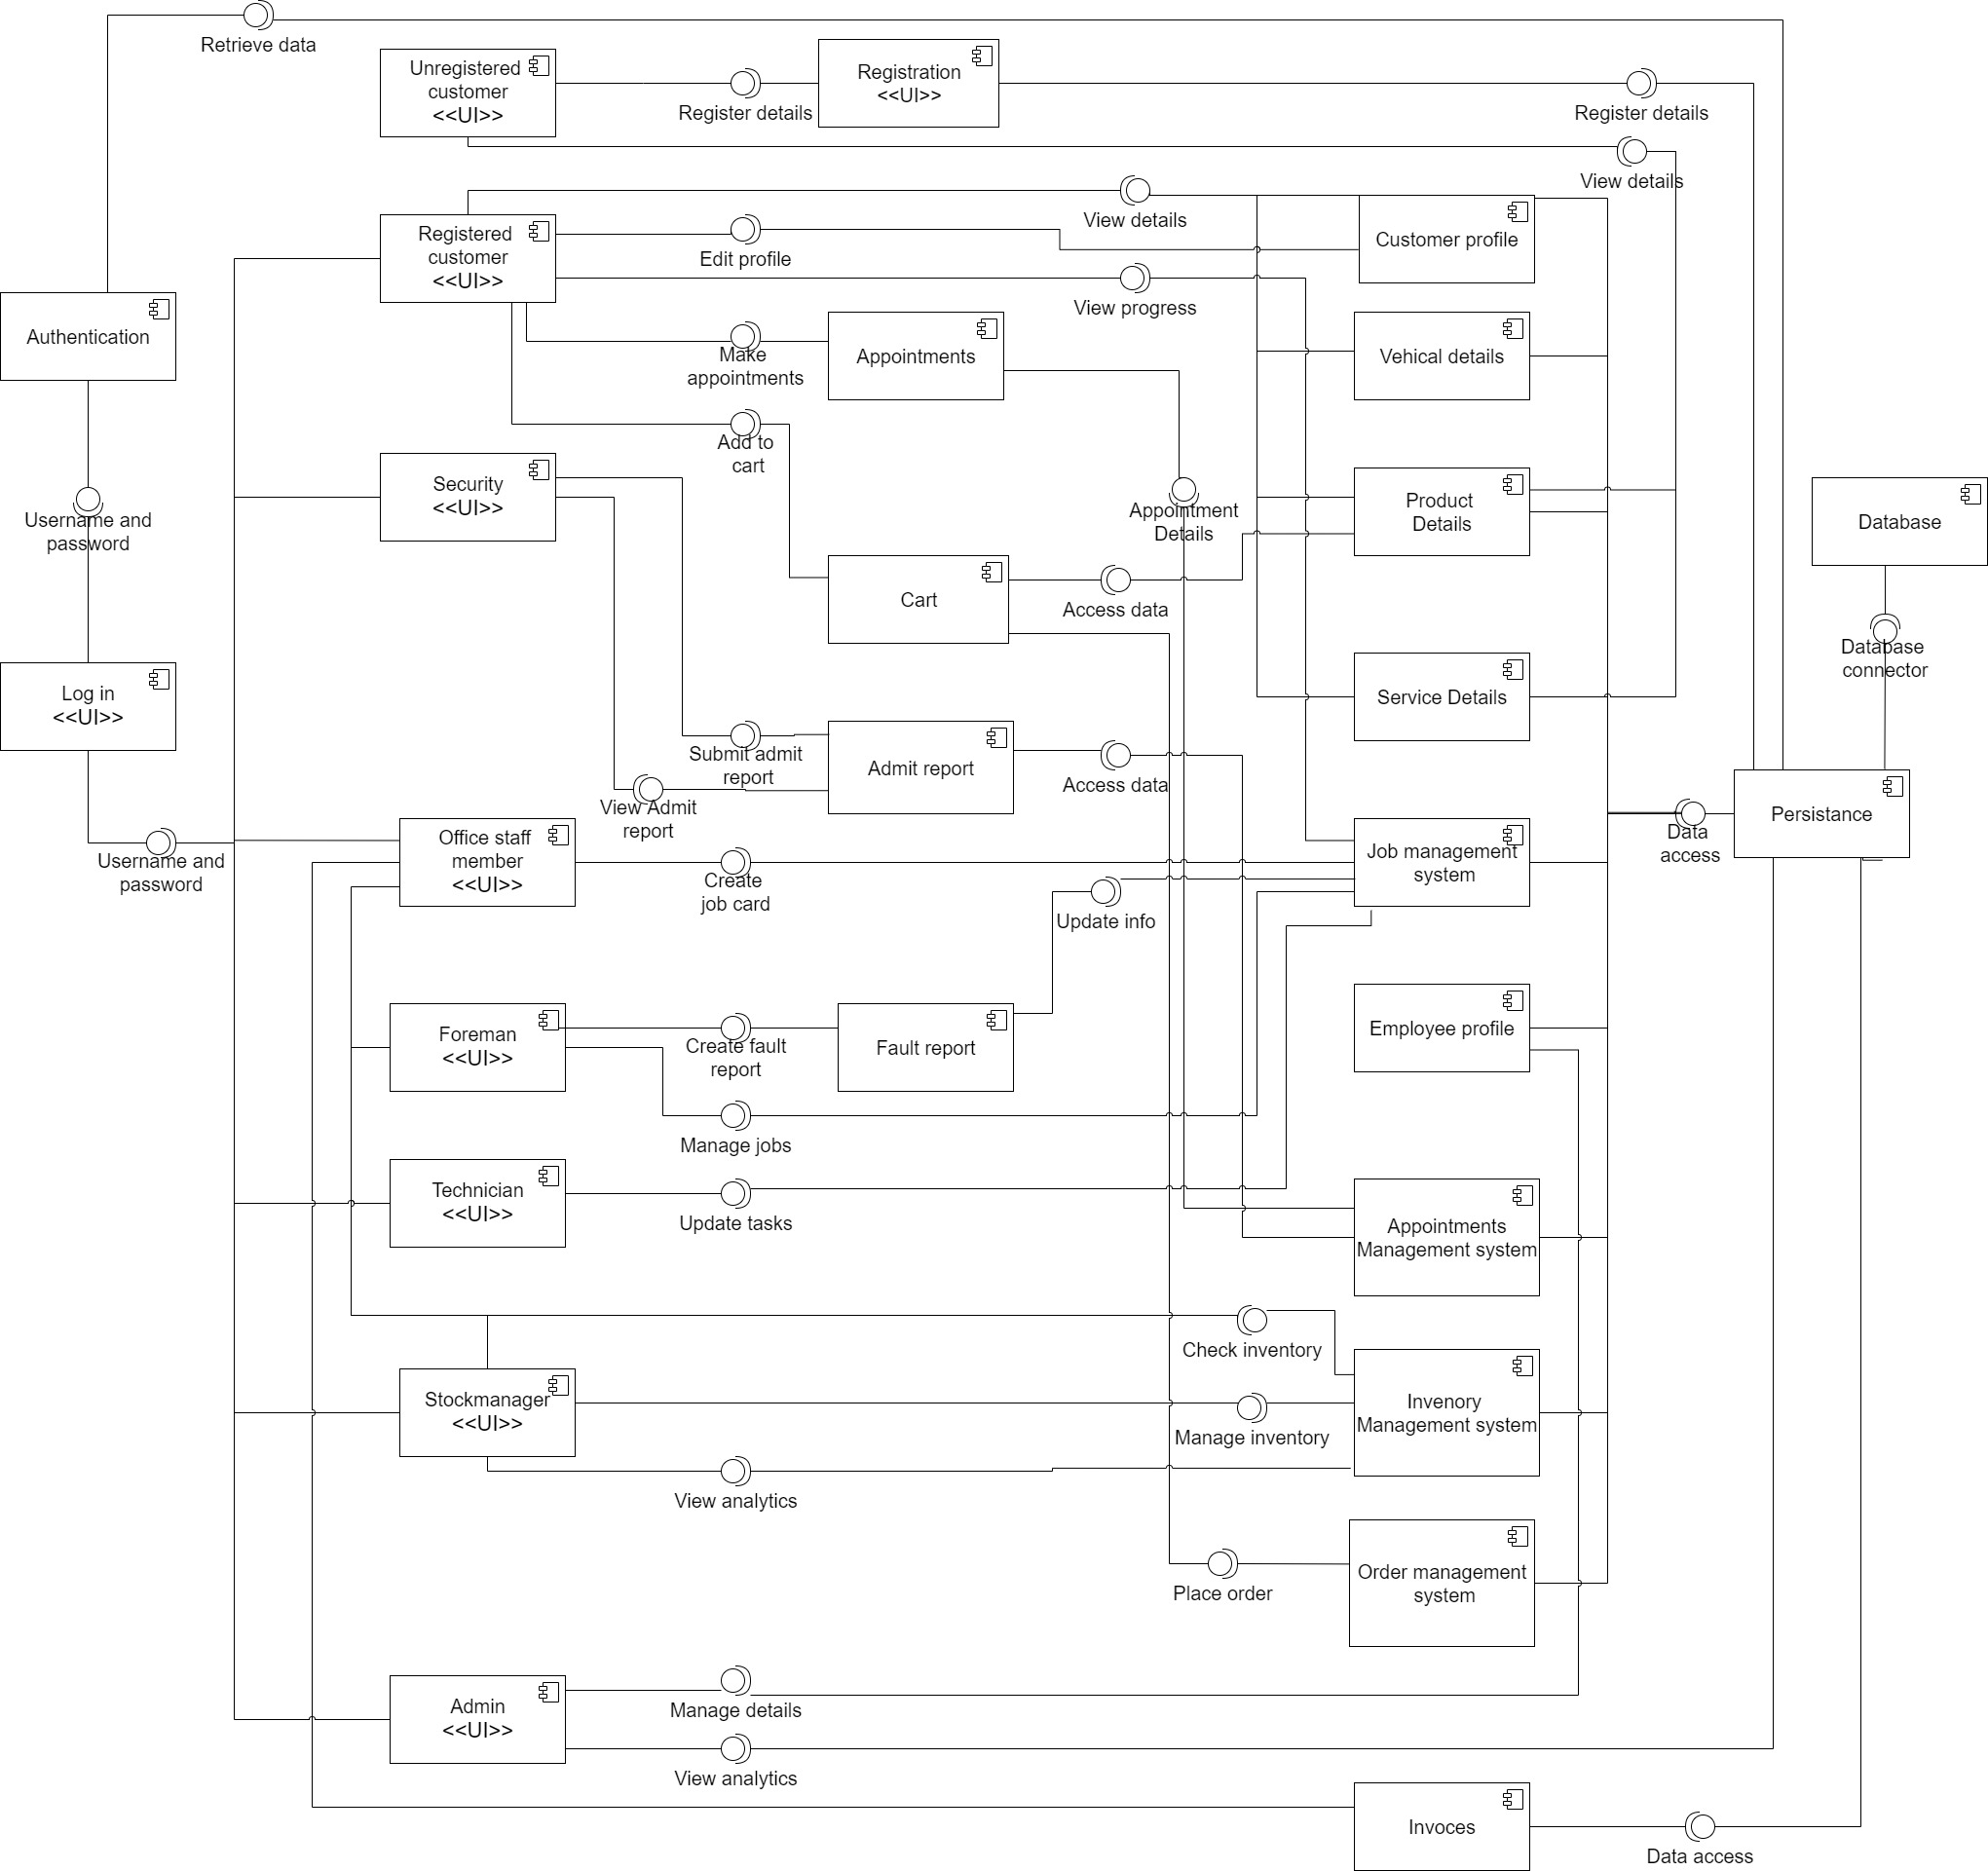 Retrieve data
Unregistered
customer
<<UI>>
Register details
Registration
<<UI>>
Register details
View details
View details
Registered
customer
<<UI>>
Edit profile
Customer profile
View progress
Authentication
Make
appointments
Appointments
Vehical details
Add to
cart
Security
<<UI>>
Appointment
Details
Product
Details
Database
Username and
password
Cart
Access data
Database
connector
Log in
<<UI>>
Service Details
Submit admit
report
Admit report
Access data
View Admit
report
Persistance
Data
access
Username and
password
Office staff
member
<<UI>>
Create
job card
Job management
system
Update info
Foreman
<<UI>>
Create fault
report
Fault report
Employee profile
Manage jobs
Technician
<<UI>>
Update tasks
Appointments
Management system
Check inventory
Stockmanager
<<UI>>
Manage inventory
Invenory
Management system
View analytics
Place order
Order management
system
Admin
<<UI>>
Manage details
View analytics
Invoces
Data access